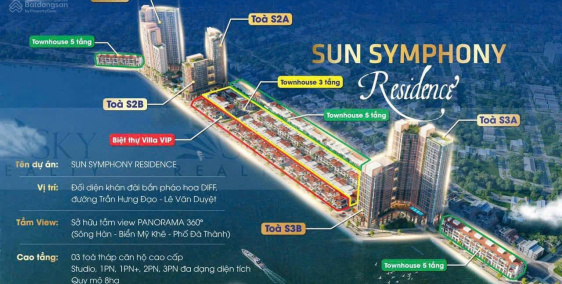 Batdongsan
Toà S2A
Townhouse 5 tầng
SUN SYMPHONY
Residence
Townhouse 3 tầng
Toà S2B
Townhouse 5 tầng
Toà S3A
Biệt thự Villa VIP
Tên dự án: SUN SYMPHONY RESIDENCE
Vị trí: Đối diện khán đài bắn pháo hoa DIFF,
đường Trần Hưng Đạo - Lê Văn Duyệt
Tầm View: Sở hữu tầm view PANORAMA 360°
(Sông Hàn - Biển Mỹ Khê - Phố Đà Thành)
Toà S3B
Cao tầng: 03 toà tháp căn hộ cao cấp
Townhouse 5 tầng
Studio, 1PN, 1PN+, 2PN, 3PN đa dạng diện tích
Quy mô 8ha